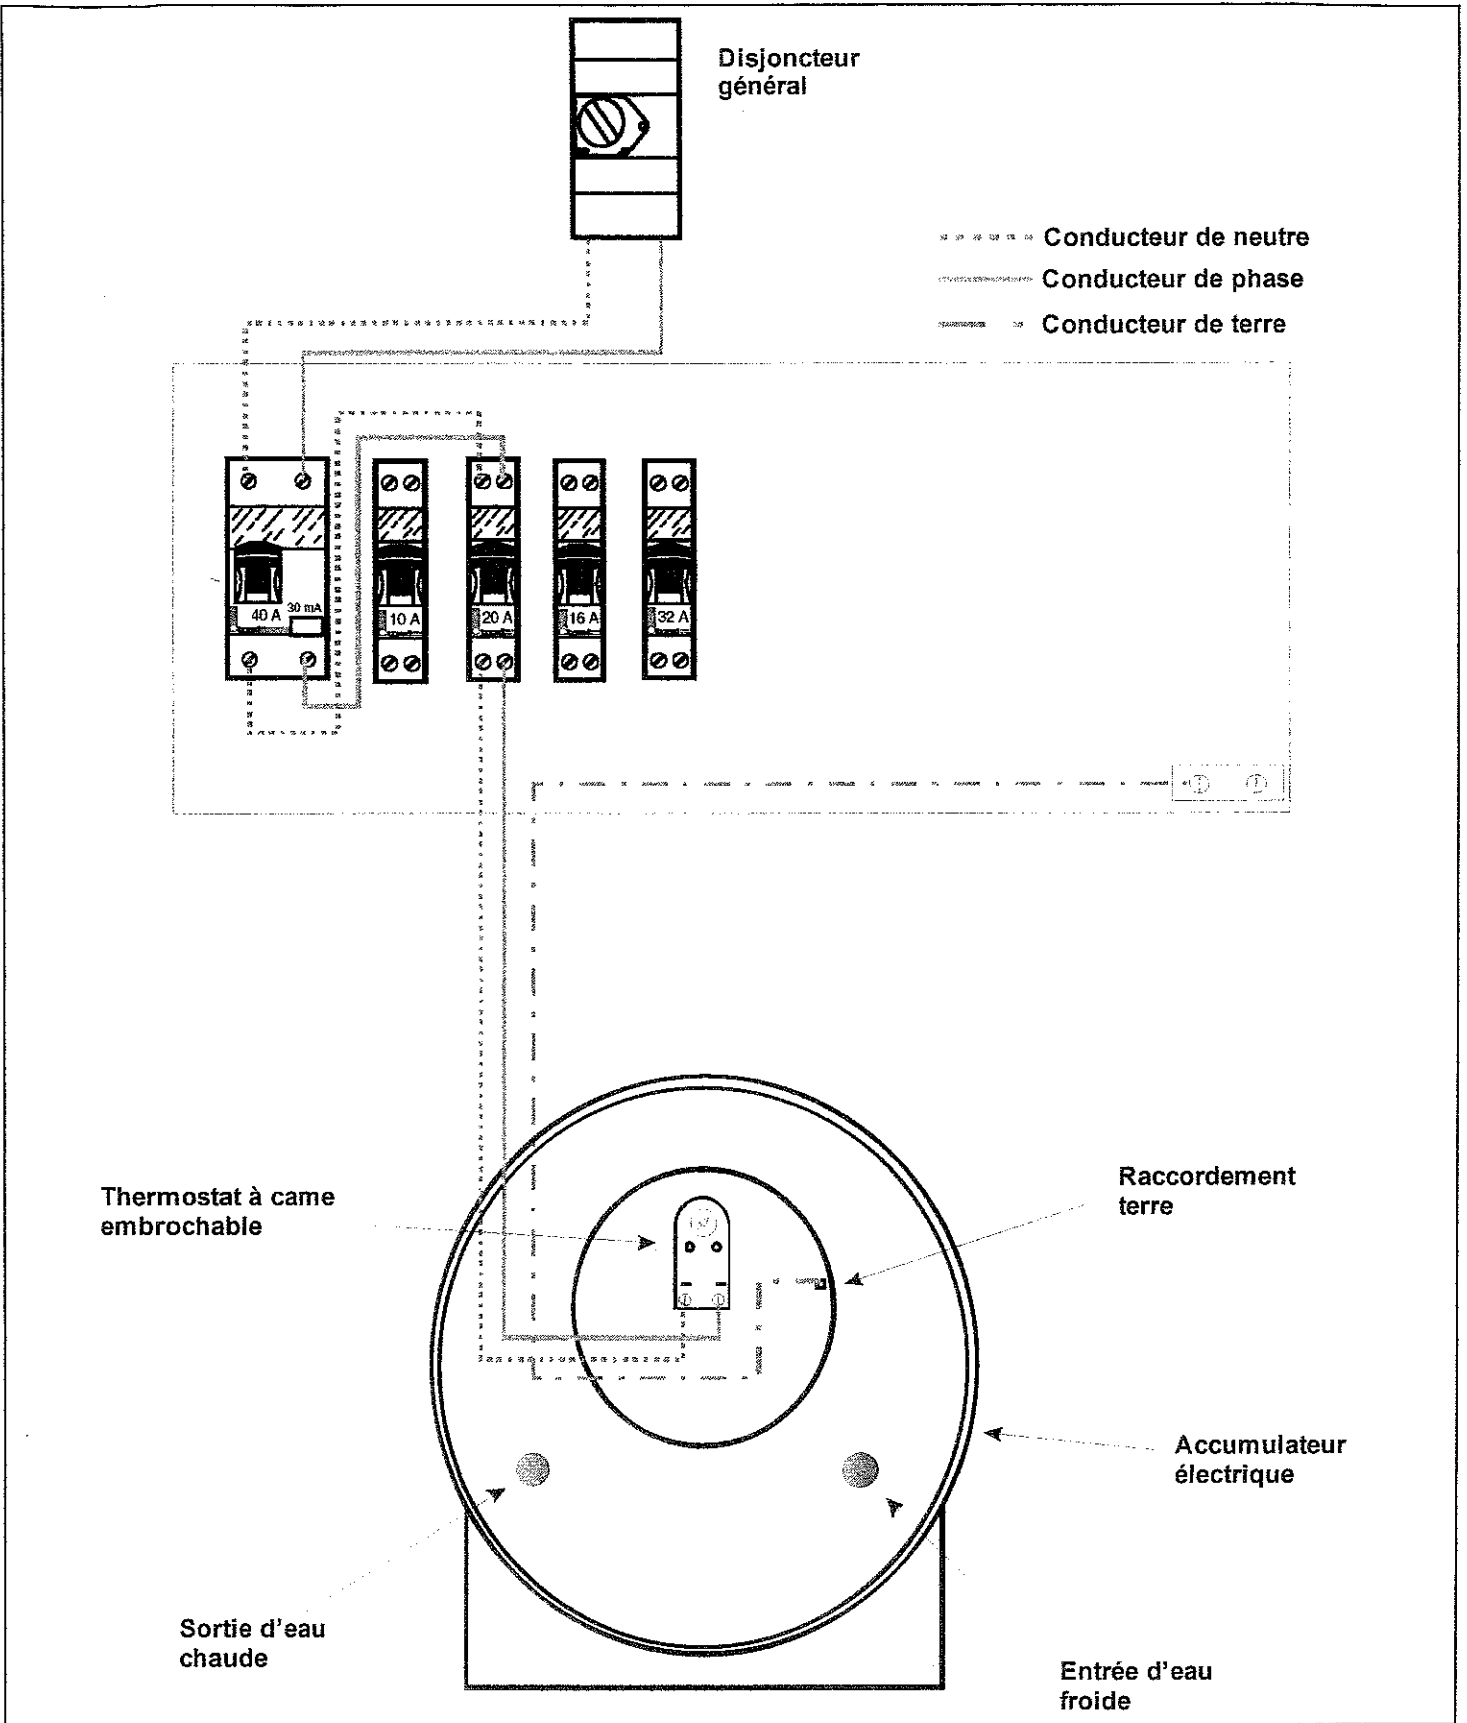 Disjoncteur
général
Conducteur de neutre
Conducteur de phase
Conducteur de terre
40 A
30 mA
10 A
20 A
16 A
32 A
Thermostat à came
embrochable
Raccordement
terre
Accumulateur
électrique
Sortie d'eau
chaude
Entrée d'eau
froide